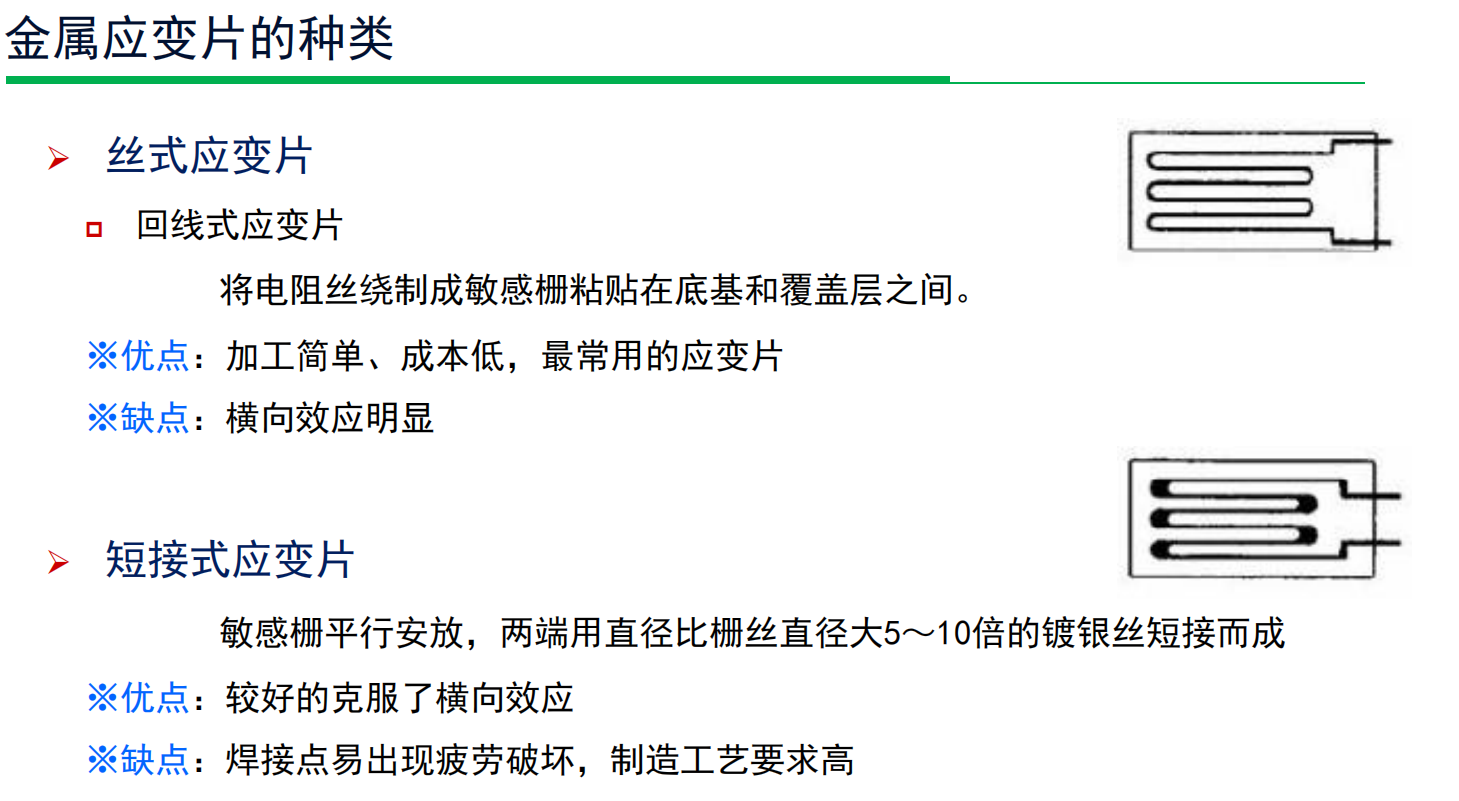 金属应变片的种类
丝式应变片
回线式应变片
将电阻丝绕制成敏感栅粘贴在底基和覆盖层之间。
※优点：加工简单、成本低，最常用的应变片
※缺点：横向效应明显
短接式应变片
敏感栅平行安放，两端用直径比栅丝直径大5～10倍的镀银丝短接而成
※优点：较好的克服了横向效应
※缺点：焊接点易出现疲劳破坏，制造工艺要求高